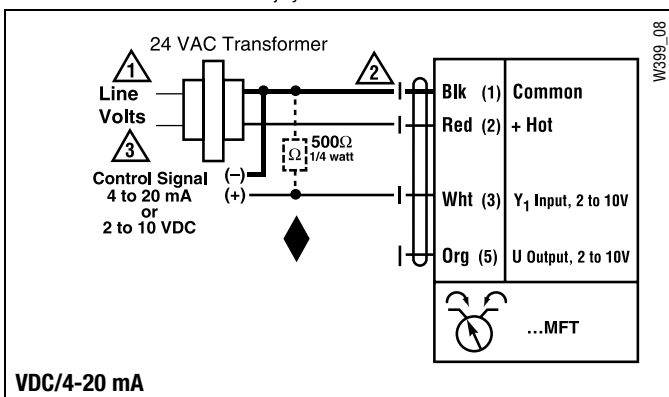 24 VAC Transformer
W399_08
1
2
Line
Volts
3
Blk (1) Common
Red (2) + Hot
500Ω
1/4 watt
Ω
Control Signal
4 to 20 mA
or
2 to 10 VDC
(–)
(+)
Wht (3) Y1 Input, 2 to 10V
Org (5) U Output, 2 to 10V
...MFT
VDC/4-20 mA